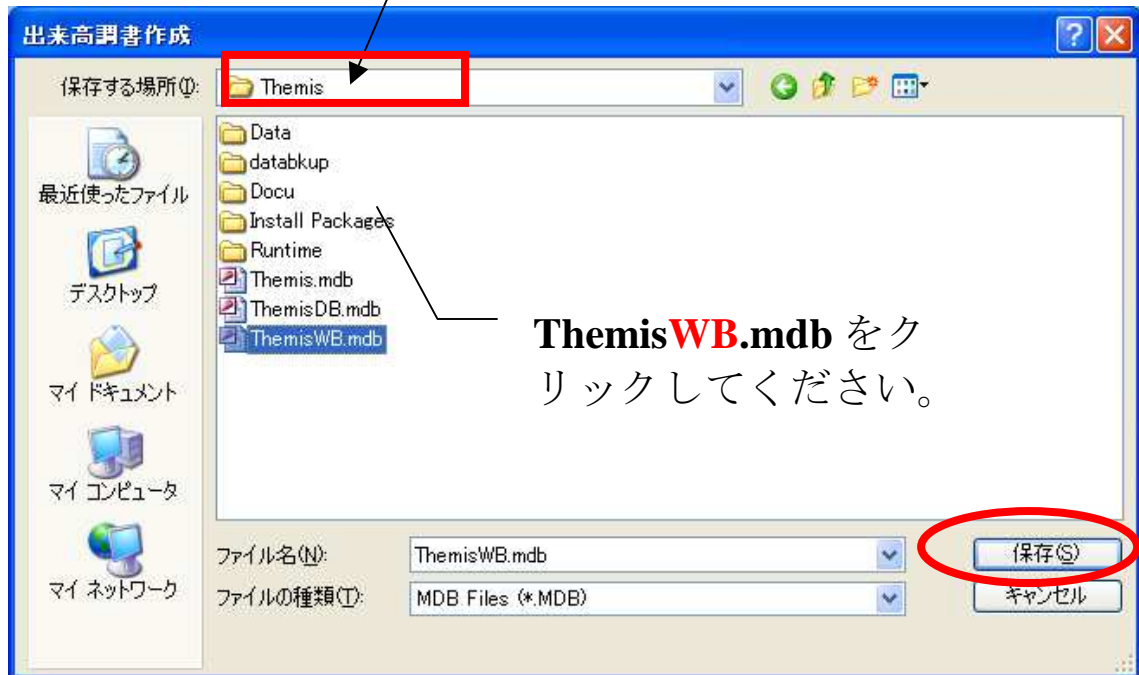 出来高調書作成
保存する場所(I):
Themis
最近使ったファイル
デスクトップ
マイ ドキュメント
マイ コンピュータ
マイ ネットワーク
Data
databkup
Docu
Install Packages
Runtime
Themis.mdb
ThemisDB.mdb
ThemisWB.mdb
ThemisWB.mdb をク
リックしてください。
ファイル名(N):
ThemisWB.mdb
保存(S)
ファイルの種類(T):
MDB Files (*.MDB)
キャンセル